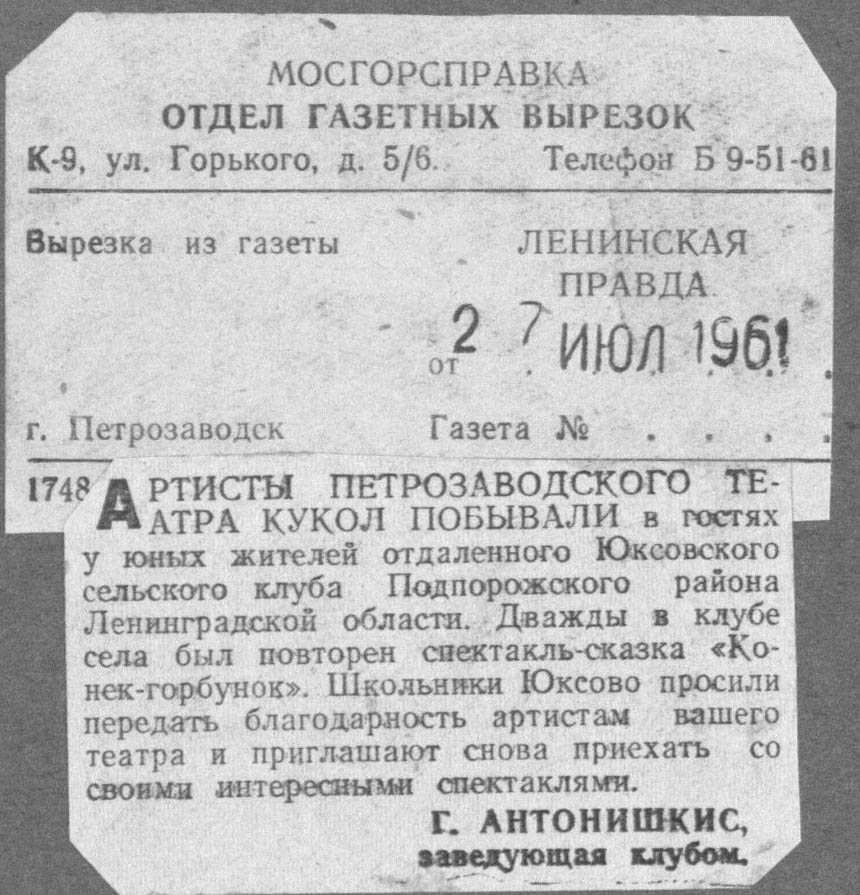 МОСГОРСПРАВКА
ОТДЕЛ ГАЗЕТНЫХ ВЫРЕЗОК
К-9, ул. Горького, д. 5/6. Телефон Б 9-51-61
Вырезка из газеты ЛЕНИНСКАЯ
ПРАВДА
от 2 7 ИЮЛ 1961
г. Петрозаводск Газета № . . . .
1748 АРТИСТЫ ПЕТРОЗАВОДСКОГО ТЕ-
АТРА КУКОЛ ПОБЫВАЛИ в гостях
у юных жителей отдаленного Юксовского
сельского клуба Подпорожского района
Ленинградской области. Дважды в клубе
села был повторен спектакль-сказка «Ко-
нек-горбунок». Школьники Юксово просили
передать благодарность артистам вашего
театра и приглашают снова приехать со
своими интересными спектаклями.
Г. АНТОНИШКИС,
заведующая клубом.